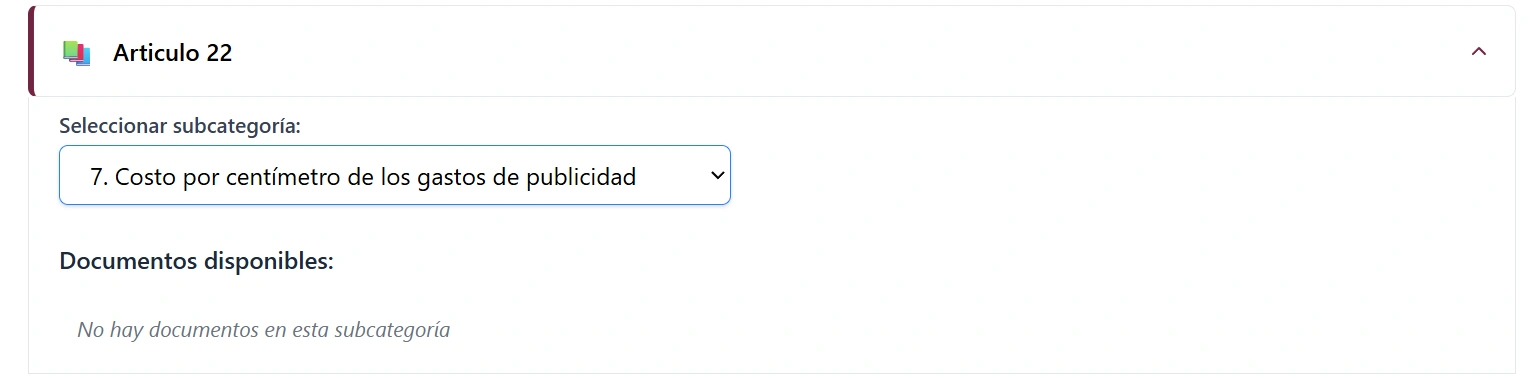 Articulo 22
Seleccionar subcategoría:
7. Costo por centímetro de los gastos de publicidad
Documentos disponibles:
No hay documentos en esta subcategoría